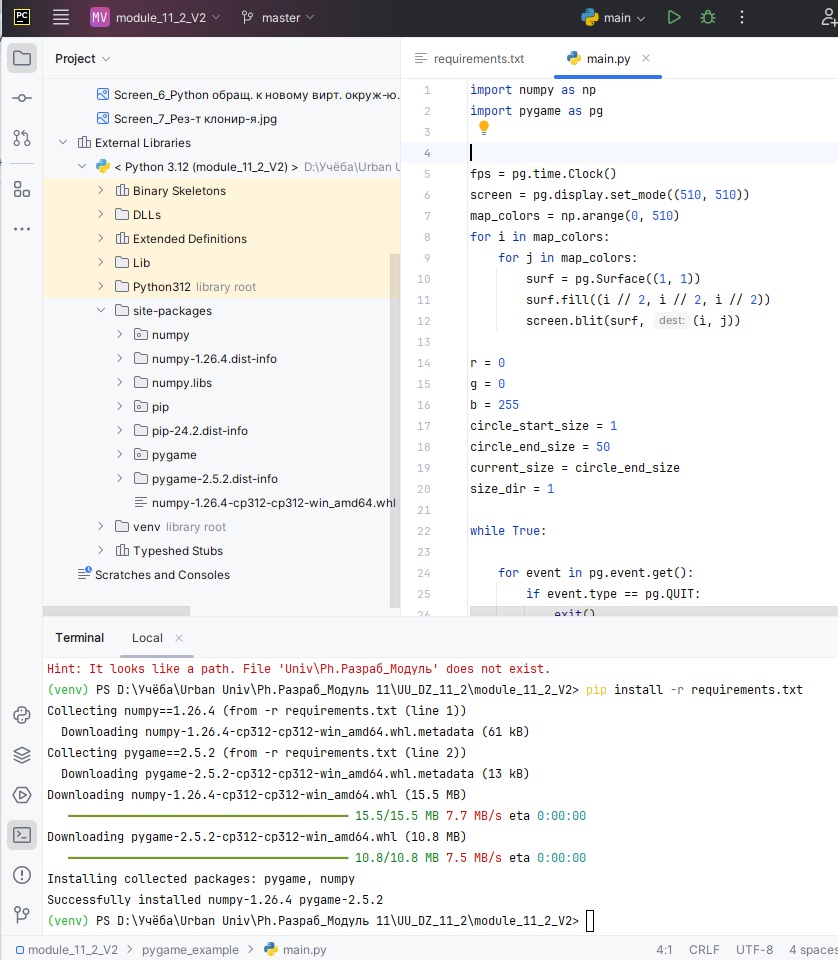 PC MV module_11_2_V2 master main
Project
requirements.txt main.py
Screen_6_Python обращ. к новому вирт. окруж-ю.
Screen_7_Рез-т клонир-я.jpg
External Libraries
< Python 3.12 (module_11_2_V2) > D:\Учёба\Urban U
Binary Skeletons
DLLs
Extended Definitions
Lib
Python312 library root
site-packages
numpy
numpy-1.26.4.dist-info
numpy.libs
pip
pip-24.2.dist-info
pygame
pygame-2.5.2.dist-info
numpy-1.26.4-cp312-cp312-win_amd64.whl
venv library root
Typeshed Stubs
Scratches and Consoles
1 import numpy as np
2 import pygame as pg
3
4
5 fps = pg.time.Clock()
6 screen = pg.display.set_mode((510, 510))
7 map_colors = np.arange(0, 510)
8 for i in map_colors:
9 for j in map_colors:
10 surf = pg.Surface((1, 1))
11 surf.fill((i // 2, i // 2, i // 2))
12 screen.blit(surf, dest: (i, j))
13
14 r = 0
15 g = 0
16 b = 255
17 circle_start_size = 1
18 circle_end_size = 50
19 current_size = circle_end_size
20 size_dir = 1
21
22 while True:
23
24 for event in pg.event.get():
25 if event.type == pg.QUIT:
26 exit()
Terminal Local
Hint: It looks like a path. File 'Univ\Ph.Разраб_Модуль' does not exist.
(venv) PS D:\Учёба\Urban Univ\Ph.Разраб_Модуль 11\UU_DZ_11_2\module_11_2_V2> pip install -r requirements.txt
Collecting numpy==1.26.4 (from -r requirements.txt (line 1))
Downloading numpy-1.26.4-cp312-cp312-win_amd64.whl.metadata (61 kB)
Collecting pygame==2.5.2 (from -r requirements.txt (line 2))
Downloading pygame-2.5.2-cp312-cp312-win_amd64.whl.metadata (13 kB)
Downloading numpy-1.26.4-cp312-cp312-win_amd64.whl (15.5 MB)
15.5/15.5 MB 7.7 MB/s eta 0:00:00
Downloading pygame-2.5.2-cp312-cp312-win_amd64.whl (10.8 MB)
10.8/10.8 MB 7.5 MB/s eta 0:00:00
Installing collected packages: pygame, numpy
Successfully installed numpy-1.26.4 pygame-2.5.2
(venv) PS D:\Учёба\Urban Univ\Ph.Разраб_Модуль 11\UU_DZ_11_2\module_11_2_V2>
module_11_2_V2 > pygame_example > main.py 4:1 CRLF UTF-8 4 spaces